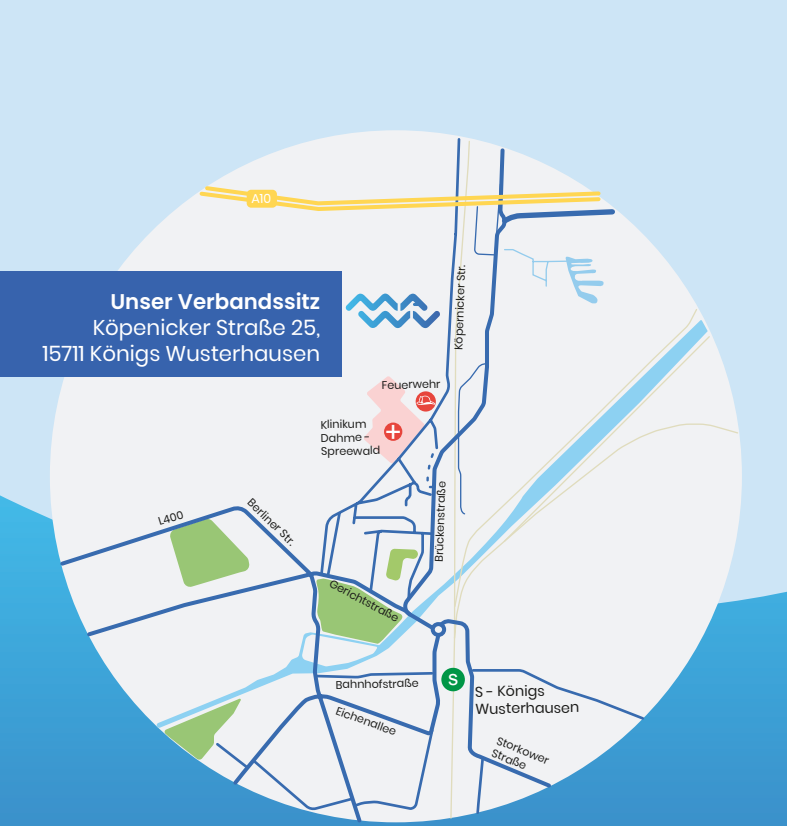 A10
Unser Verbandssitz
Köpenicker Straße 25,
15711 Königs Wusterhausen
Köpernicker Str.
Feuerwehr
Klinikum
Dahme-
Spreewald
L400
Berliner Str.
Brückenstraße
Gerichtstraße
Bahnhofstraße
S
S - Königs
Wusterhausen
Eichenallee
Storkower
Straße